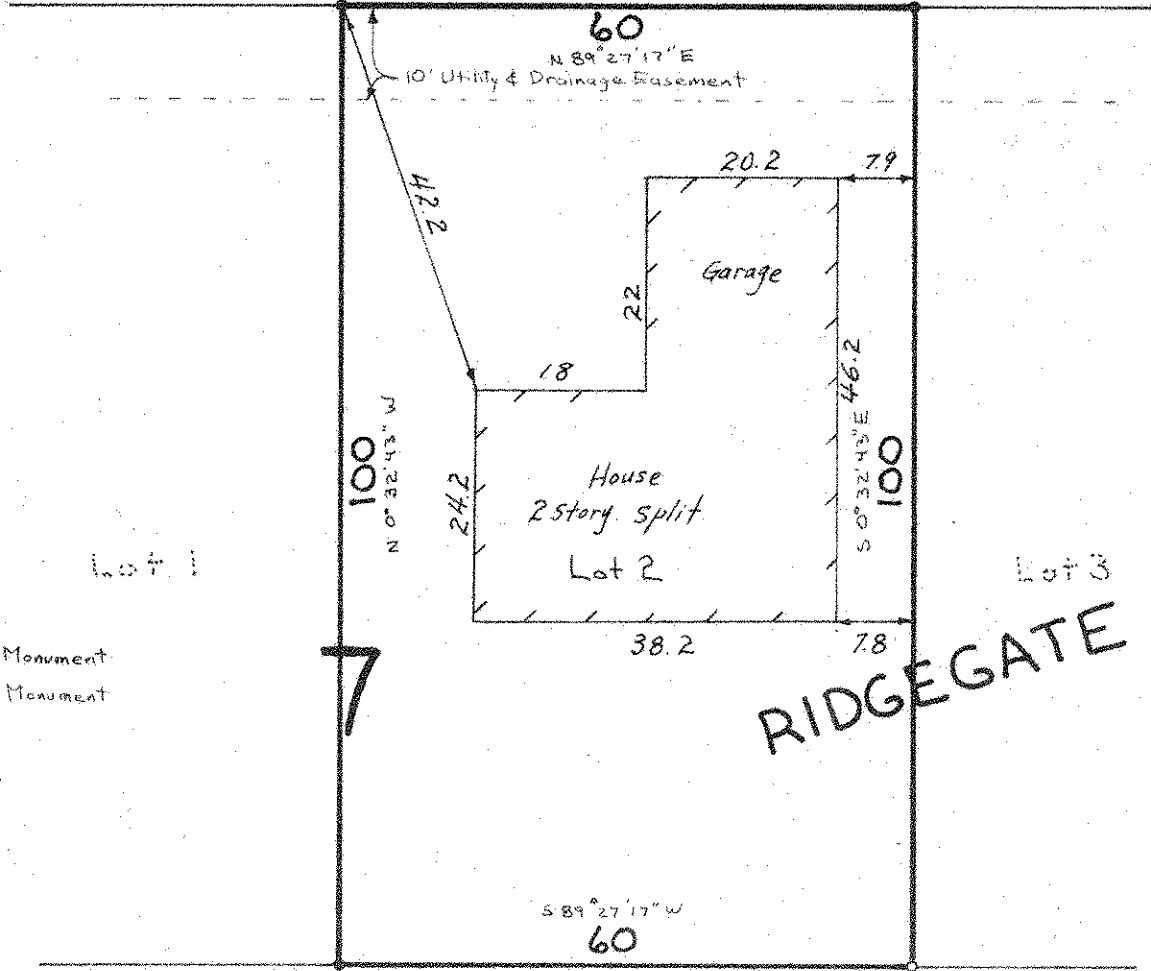 60
N 89°27'17" E
10' Utility & Drainage Easement
20.2
7.9
42.2
Garage
22
18
46.2
S 0°32'43" E
100
100
N 0°32'43" W
24.2
House
2 Story Split
Lot 2
Lot 1
Lot 3
38.2
7.8
Monument
Monument
7
RIDGEGATE
S 89°27'17" W
60